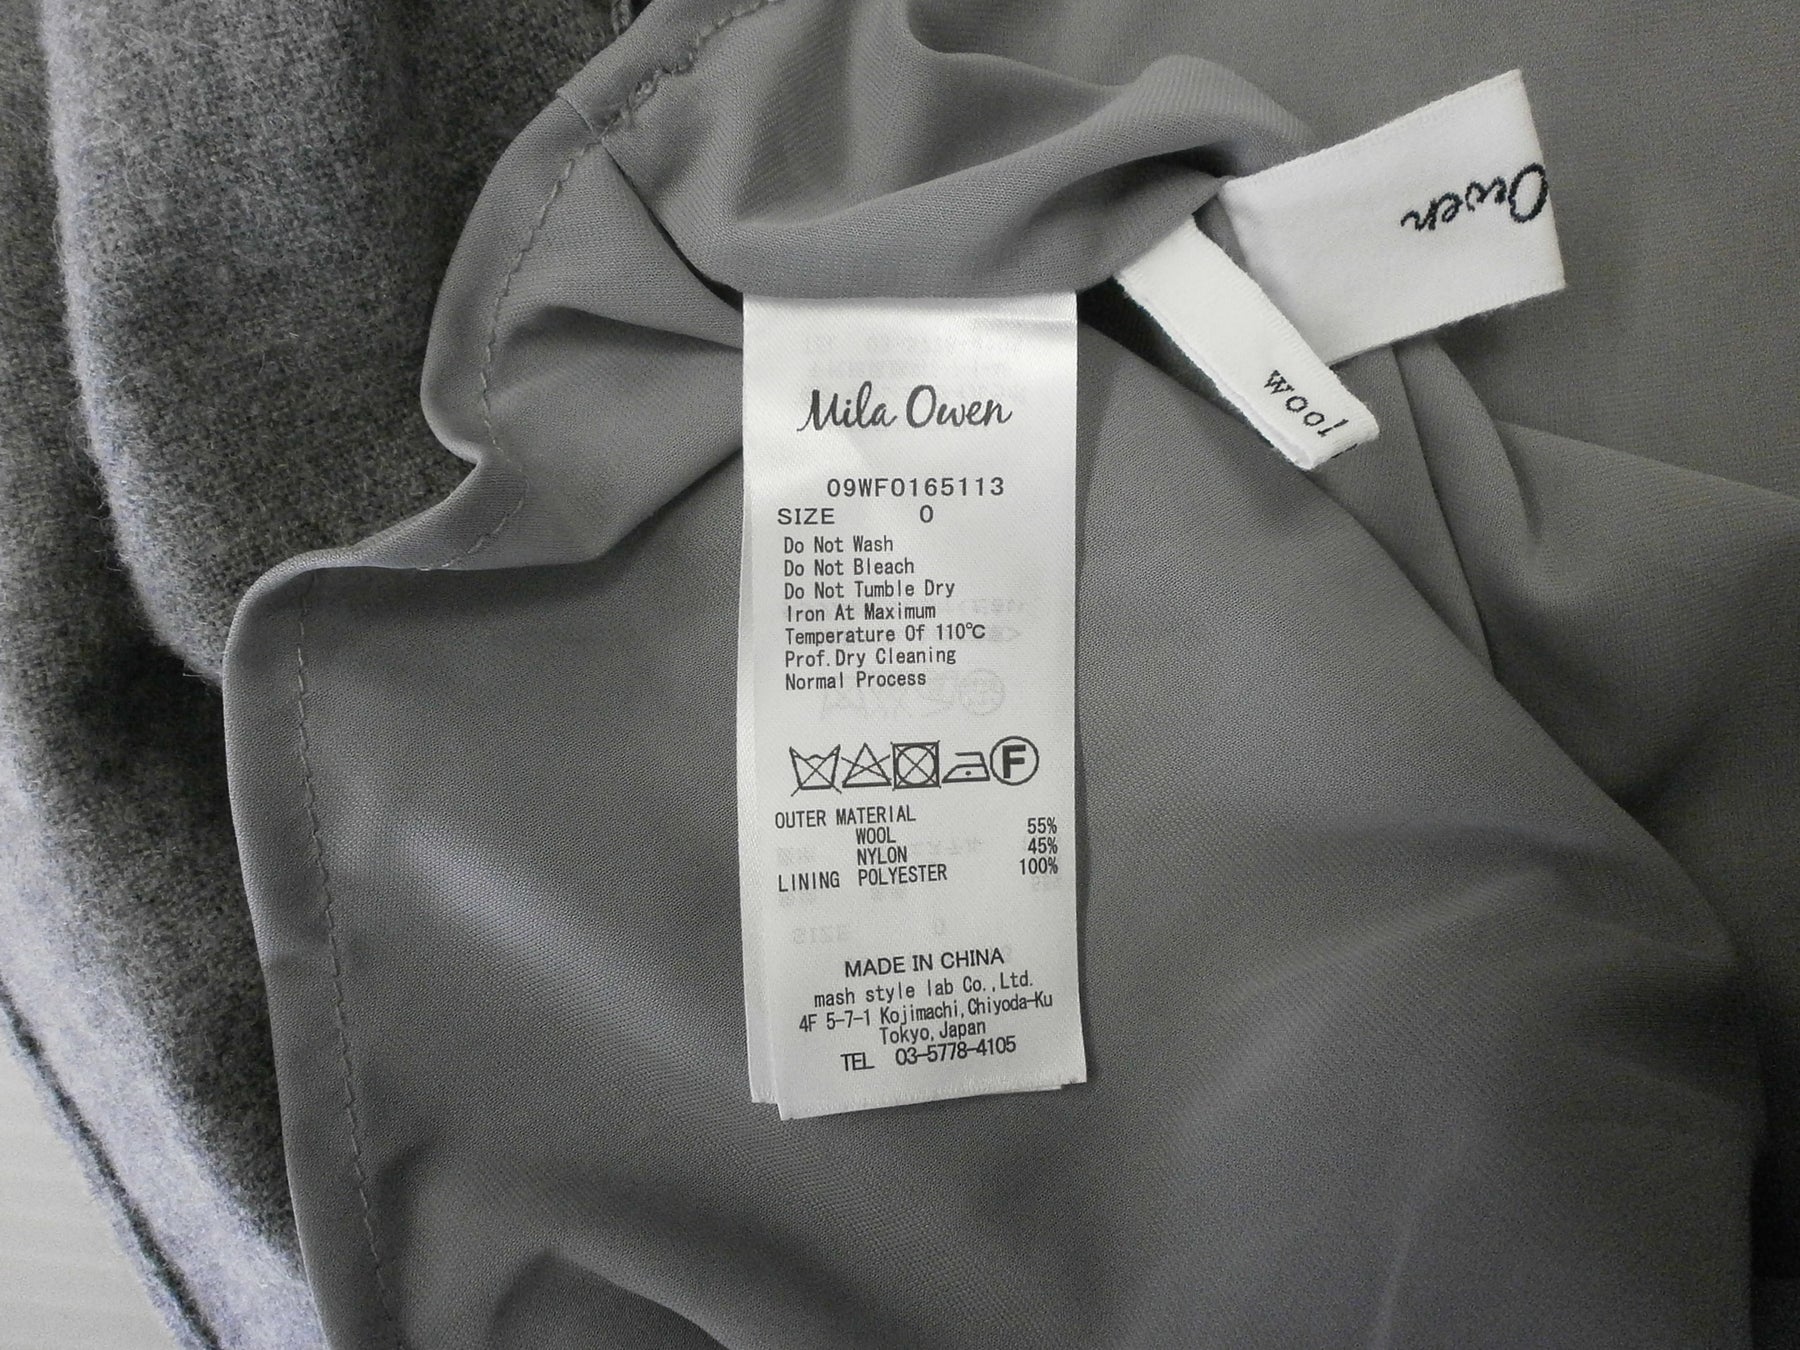 Owen
wool
Mila Owen
09WF0165113
SIZE 0
Do Not Wash
Do Not Bleach
Do Not Tumble Dry
Iron At Maximum
Temperature Of 110℃
Prof.Dry Cleaning
Normal Process
F
OUTER MATERIAL
WOOL 55%
NYLON 45%
LINING POLYESTER 100%
MADE IN CHINA
mash style lab Co.,Ltd.
4F 5-7-1 Kojimachi,Chiyoda-Ku
Tokyo,Japan
TEL 03-5778-4105